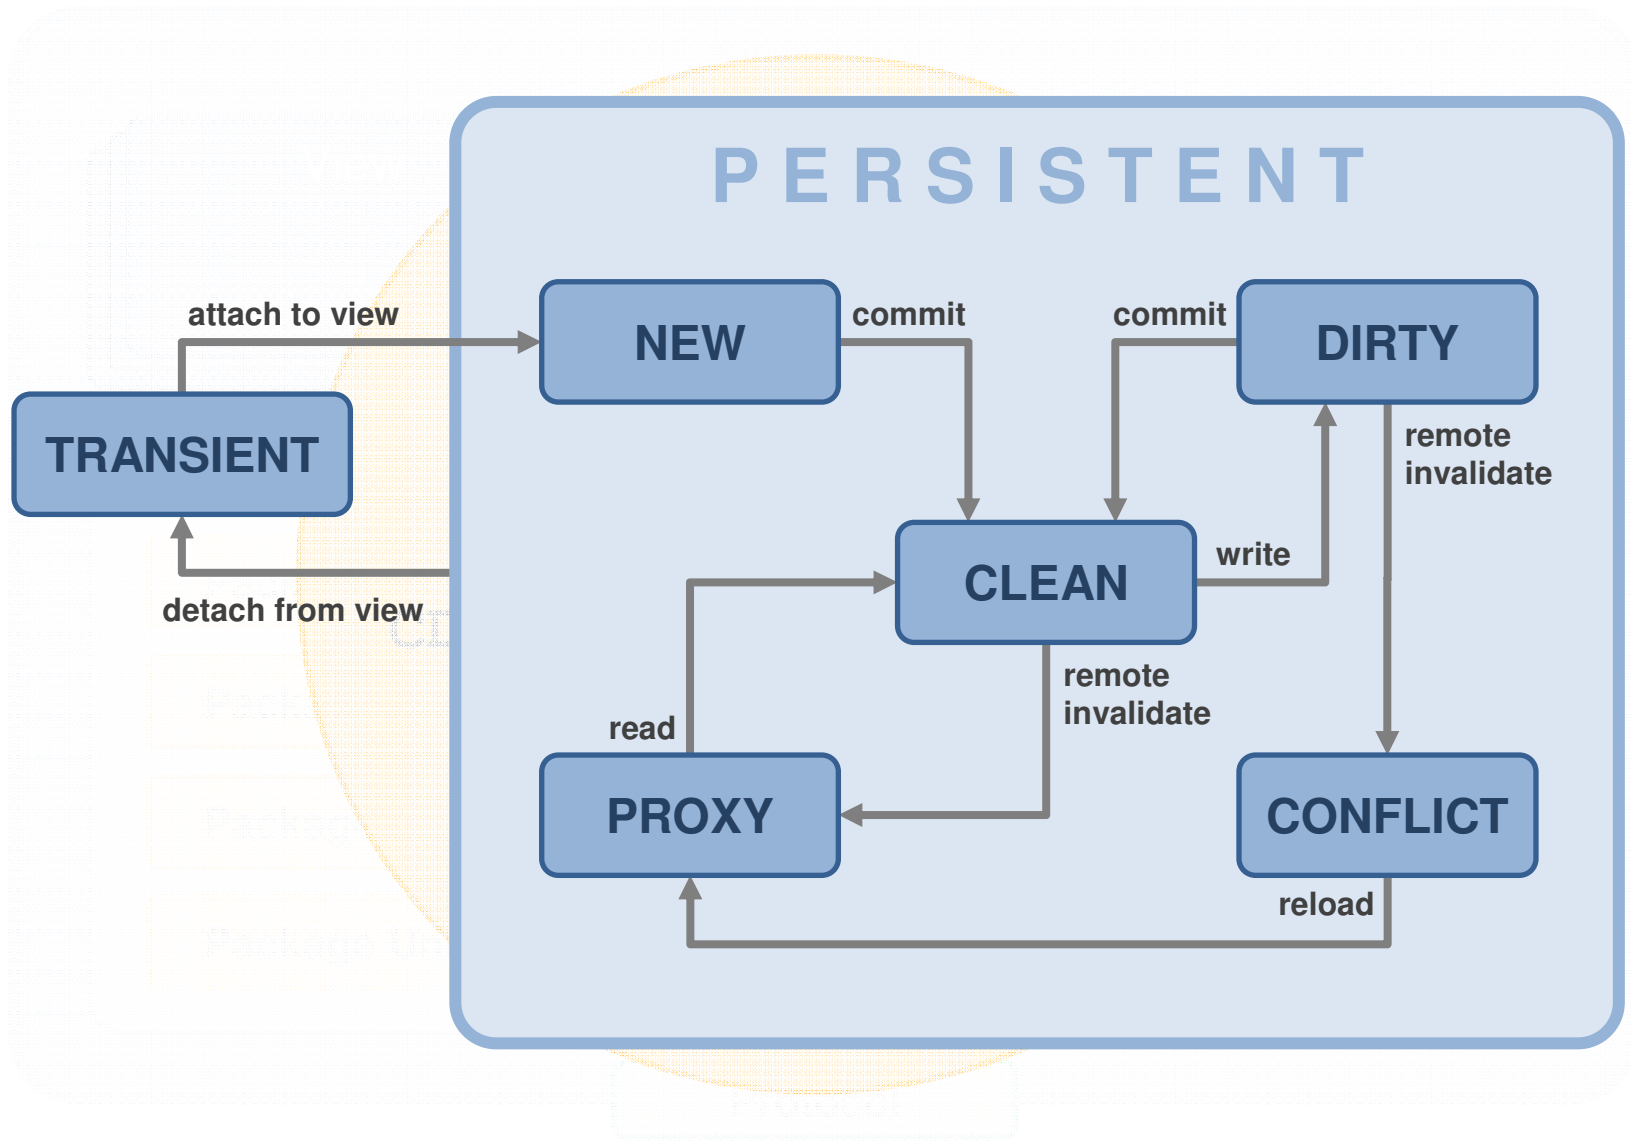 PERSISTENT
attach to view
NEW
commit
commit
DIRTY
TRANSIENT
remote
invalidate
detach from view
CLEAN
write
remote
invalidate
read
PROXY
CONFLICT
reload